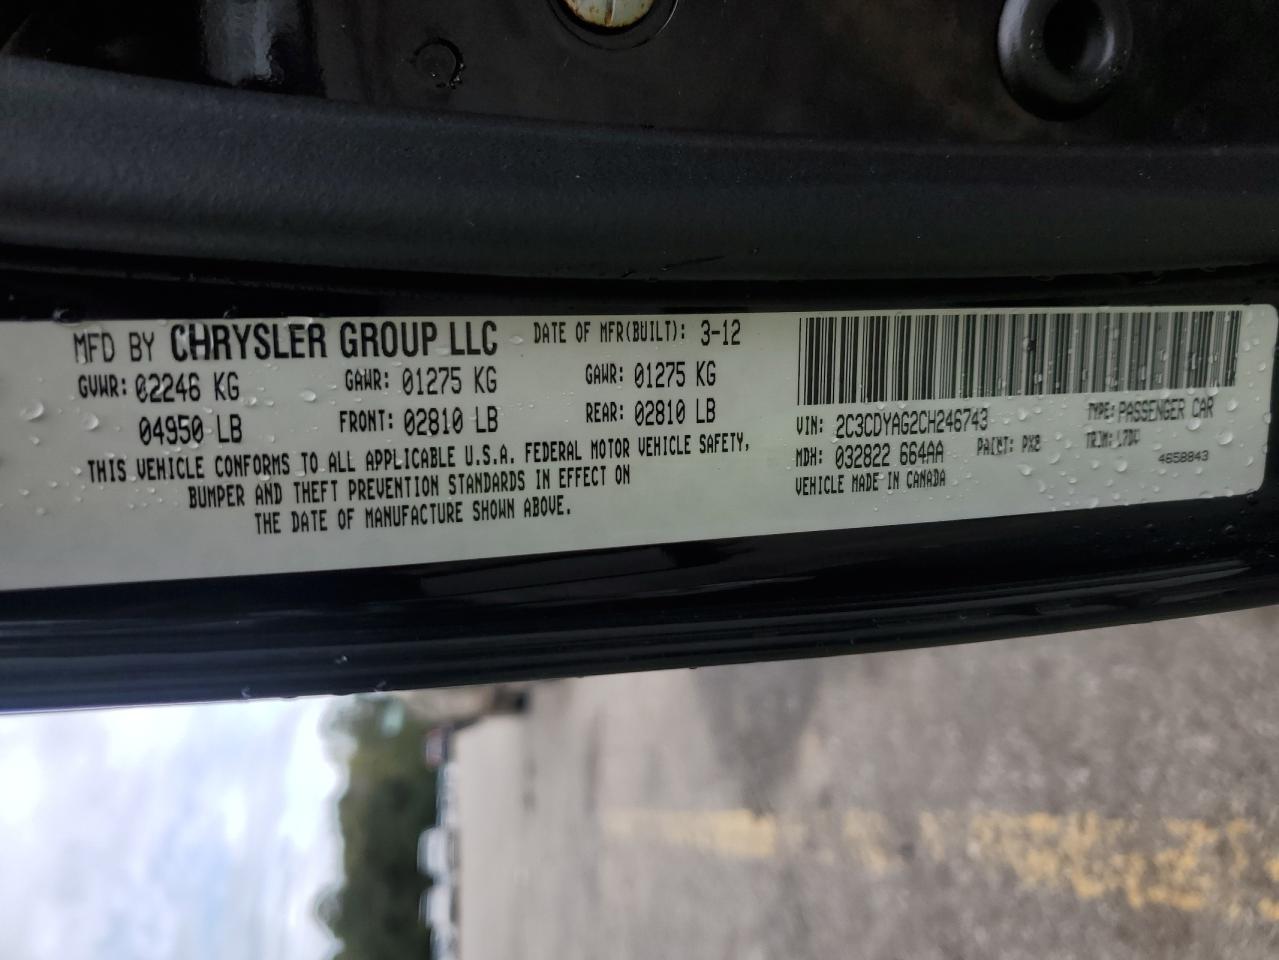 MFD BY CHRYSLER GROUP LLC DATE OF MFR(BUILT): 3-12
GVWR: 02246 KG GAWR: 01275 KG GAWR: 01275 KG
04950 LB FRONT: 02810 LB REAR: 02810 LB
THIS VEHICLE CONFORMS TO ALL APPLICABLE U.S.A. FEDERAL MOTOR VEHICLE SAFETY,
BUMPER AND THEFT PREVENTION STANDARDS IN EFFECT ON
THE DATE OF MANUFACTURE SHOWN ABOVE.
VIN: 2C3CDYAG2CH246743 TYPE: PASSENGER CAR
MDH: 032822 664AA PAINT: PX8 TRIM:
VEHICLE MADE IN CANADA 4658843